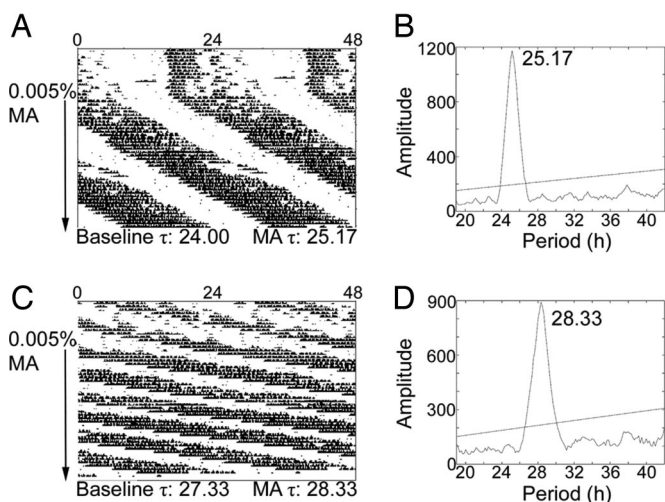 A
0 24 48
0.005%
MA
Baseline τ: 24.00 MA τ: 25.17
B
1200
800
400
0
Amplitude
25.17
20 24 28 32 36 40
Period (h)
C
0 24 48
0.005%
MA
Baseline τ: 27.33 MA τ: 28.33
D
900
600
300
0
Amplitude
28.33
20 24 28 32 36 40
Period (h)